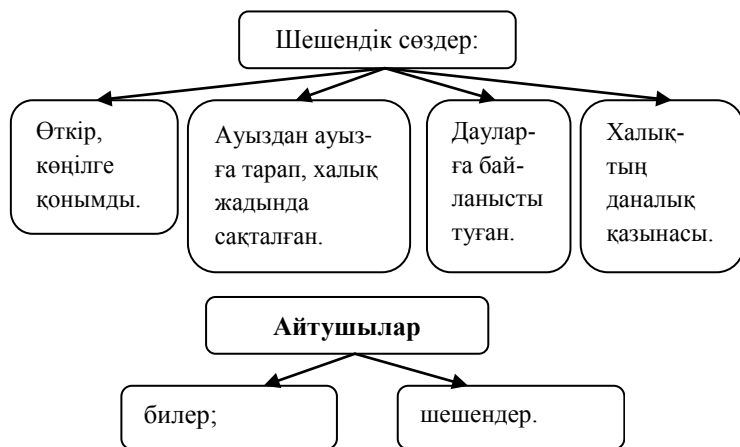 Шешендік сөздер:
Өткір,
көңілге
қонымды.
Ауыздан ауыз-
ға тарап, халық
жадында
сақталған.
Даулар-
ға бай-
ланысты
туған.
Халық-
тың
даналық
қазынасы.
Айтушылар
билер;
шешендер.